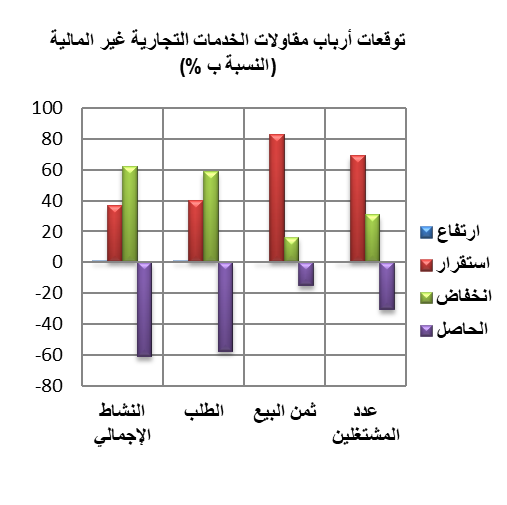 توقعات أرباب مقاولات الخدمات التجارية غير المالية
(النسبة ب %)
100
80
60
40
20
0
-20
-40
-60
-80
ارتفاع
استقرار
انخفاض
الحاصل
النشاط
الإجمالي
الطلب
ثمن البيع
عدد
المشتغلين